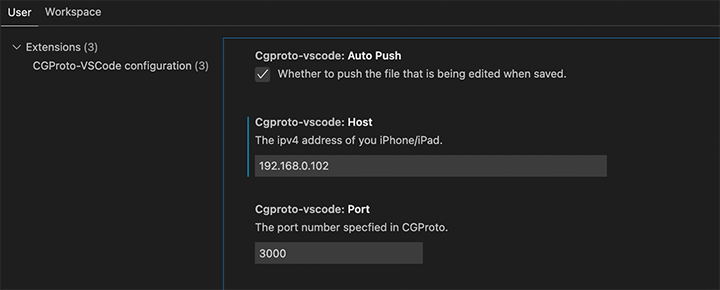 User Workspace
Extensions (3)
CGProto-VSCode configuration (3)
Cgproto-vscode: Auto Push
Whether to push the file that is being edited when saved.
Cgproto-vscode: Host
The ipv4 address of you iPhone/iPad.
192.168.0.102
Cgproto-vscode: Port
The port number specfied in CGProto.
3000